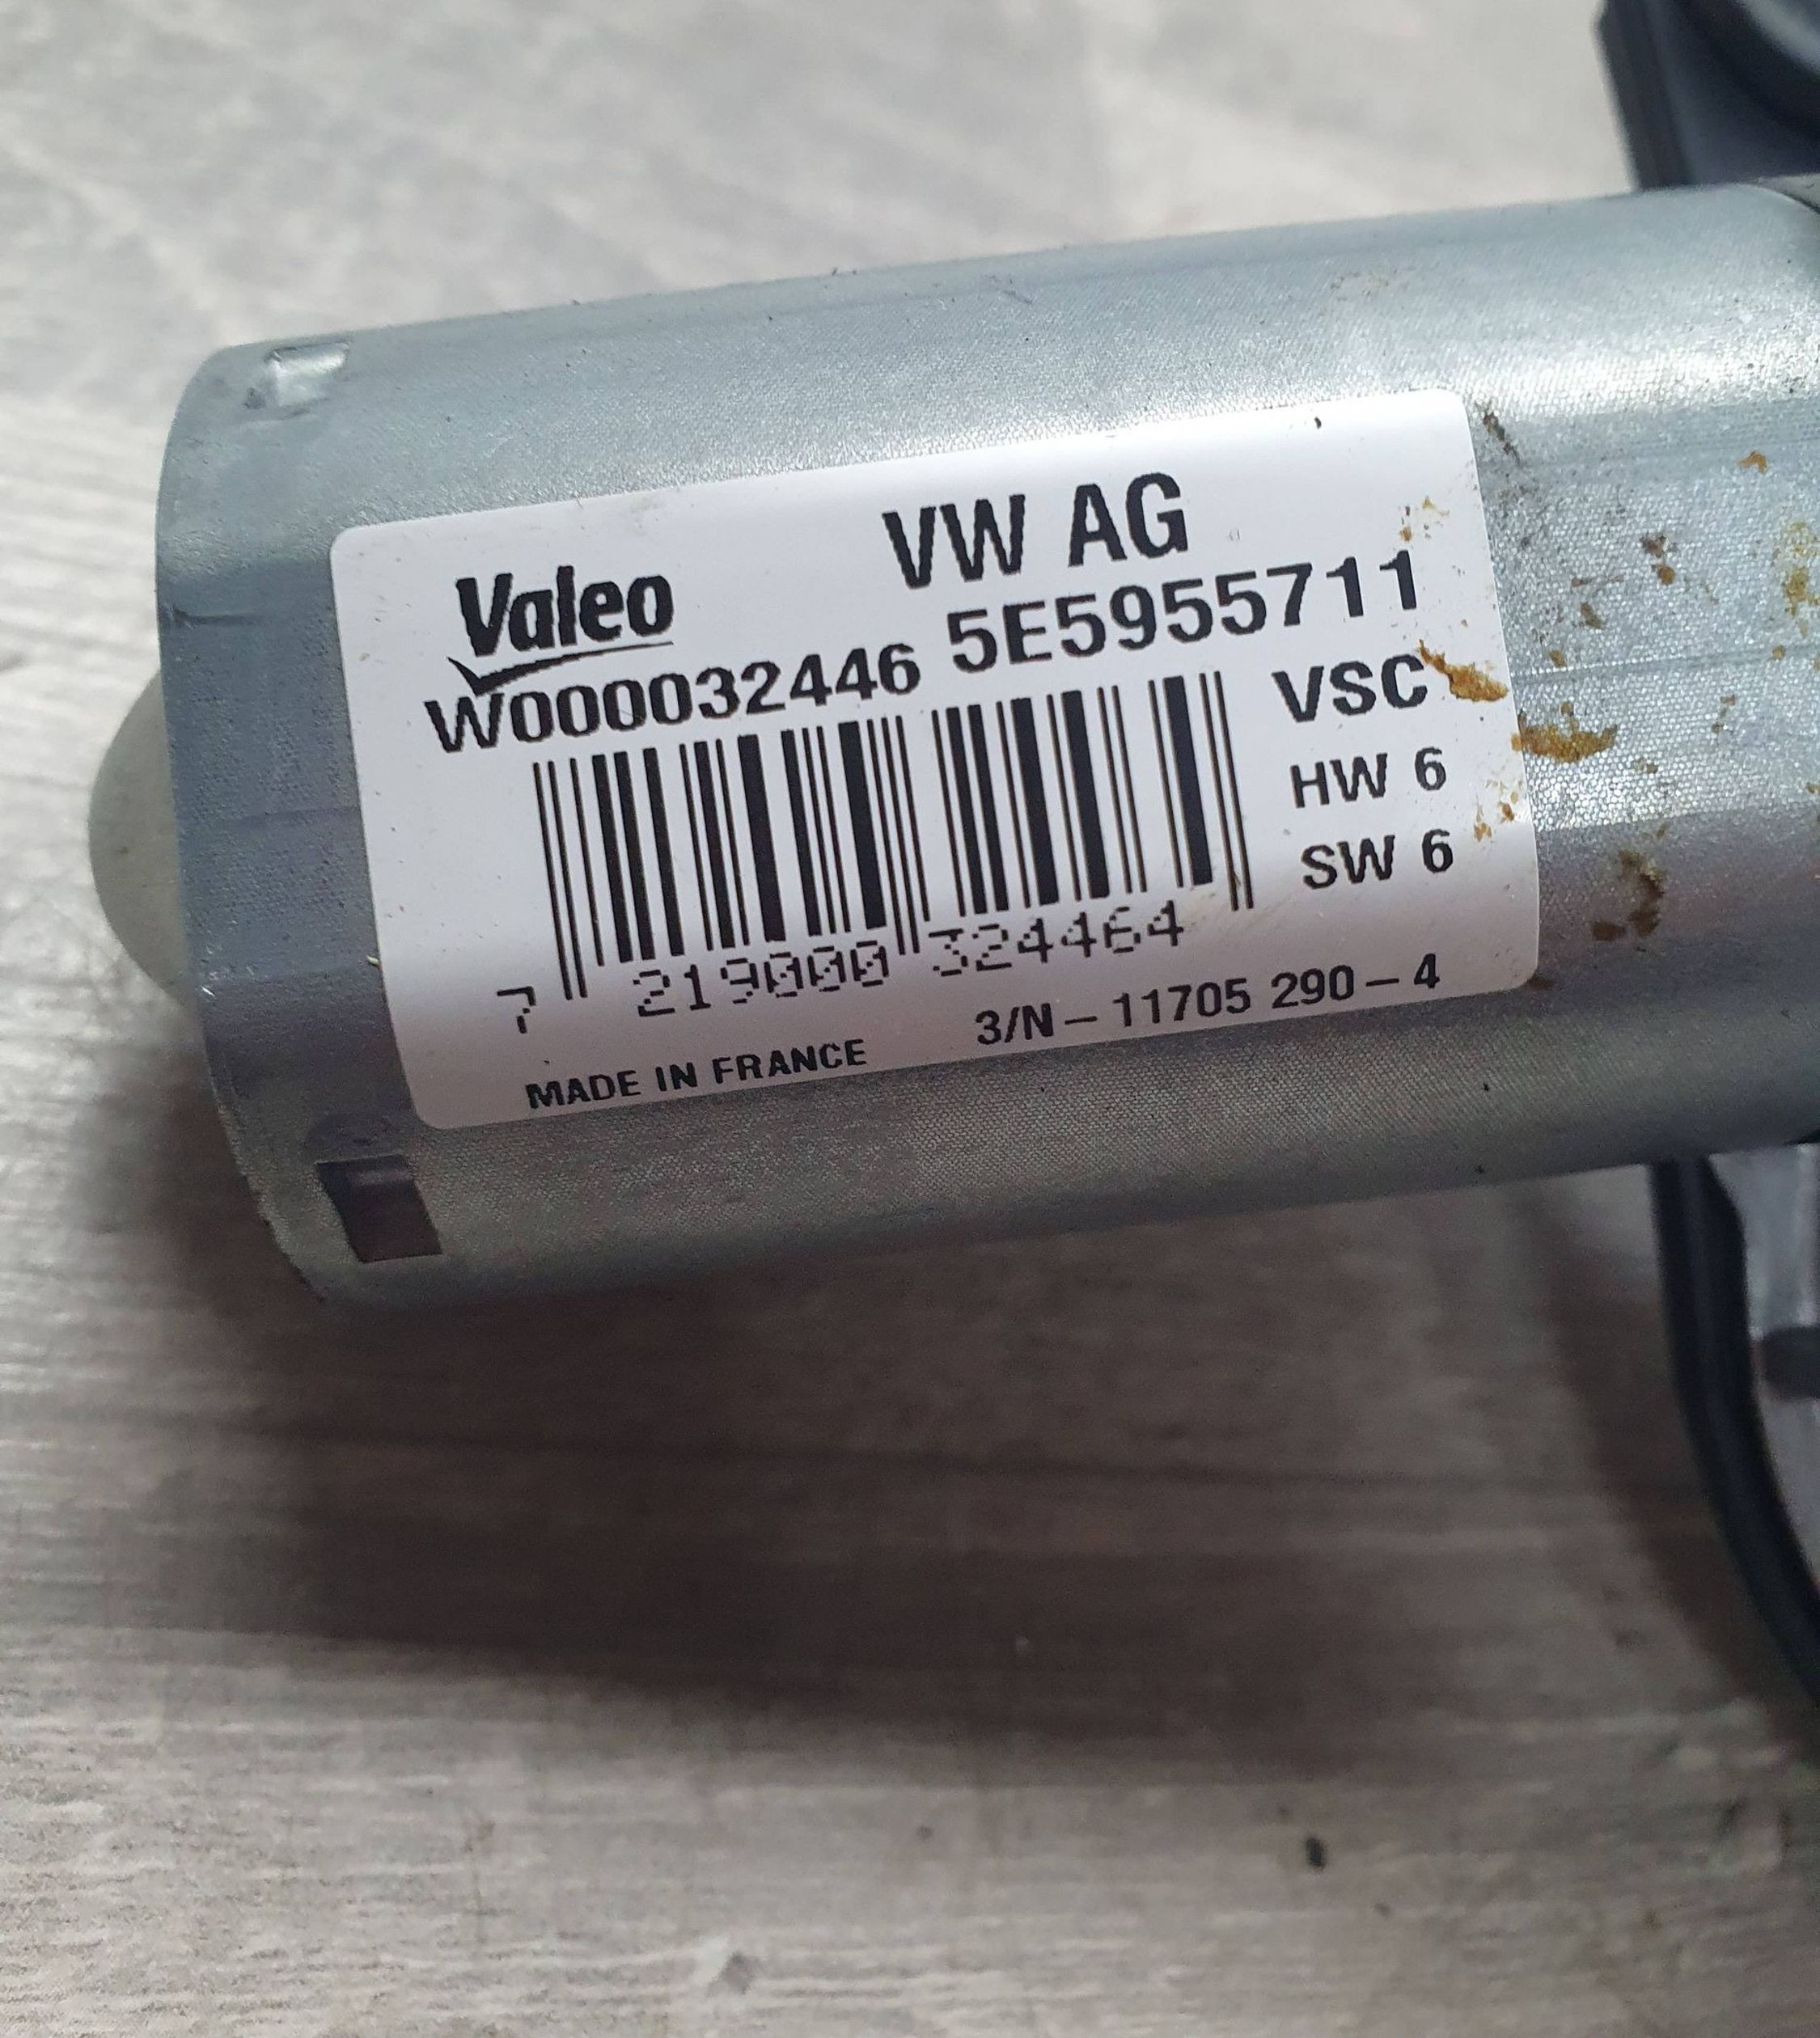 VW AG
Valeo
W000032446 5E5955711
VSC
HW 6
SW 6
7 219000 324464
3/N - 11705 290 - 4
MADE IN FRANCE